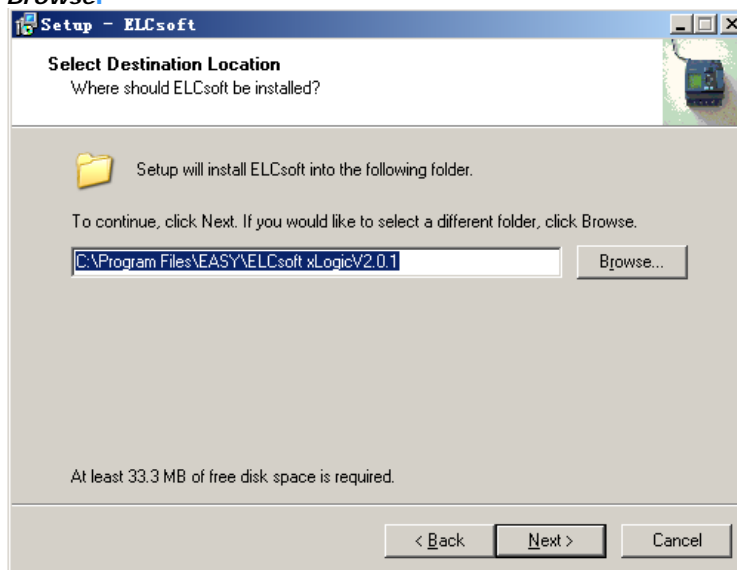 Browse.
Setup - ELCsoft
Select Destination Location
Where should ELCsoft be installed?
Setup will install ELCsoft into the following folder.
To continue, click Next. If you would like to select a different folder, click Browse.
C:\Program Files\EASY\ELCsoft xLogicV2.0.1
Browse...
At least 33.3 MB of free disk space is required.
< Back
Next >
Cancel